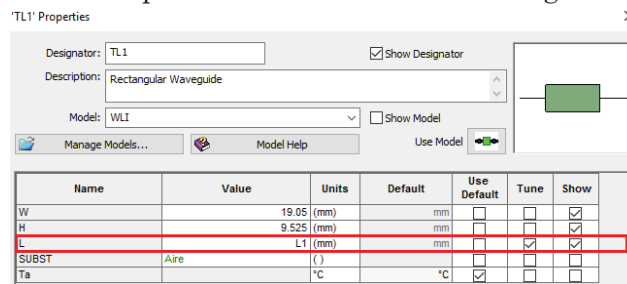 'TL1' Properties
Designator: TL1 Show Designator
Description: Rectangular Waveguide
Model: WLI Show Model
Manage Models... Model Help Use Model
Name Value Units Default Use Default Tune Show
W 19.05 (mm) mm
H 9.525 (mm) mm
L L1 (mm) mm
SUBST Aire ( )
Ta °C °C